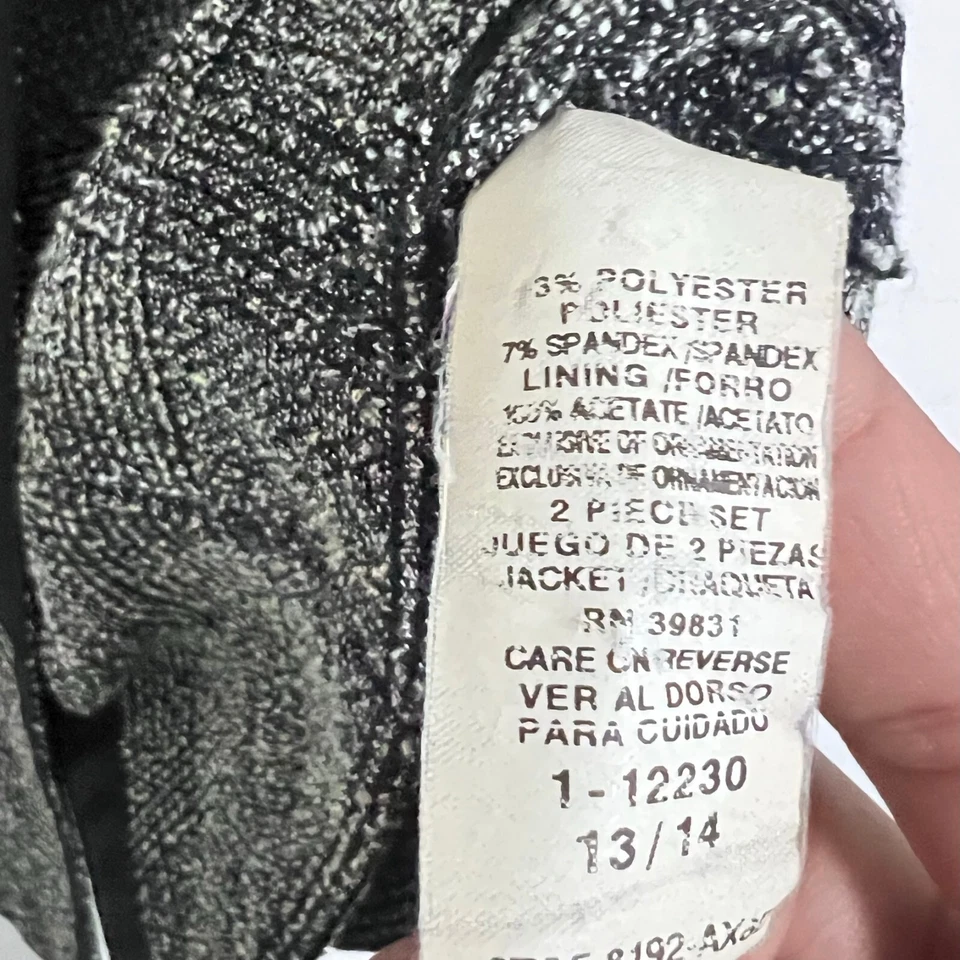 3% POLYESTER
POLIESTER
7% SPANDEX/SPANDEX
LINING /FORRO
100% ACETATE /ACETATO
EXCLUSIVE OF ORNAMENTATION
EXCLUSIVA DE ORNAMENTACION
2 PIECE SET
JUEGO DE 2 PIEZAS
JACKET /CHAQUETA
RN 39831
CARE ON REVERSE
VER AL DORSO
PARA CUIDADO
1-12230
13/14
8192-AX